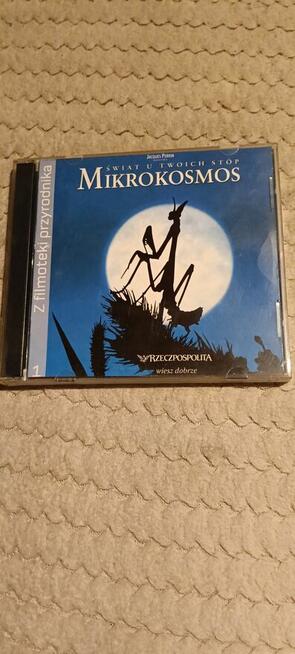 Jacques Perrin
ŚWIAT U TWOICH STÓP
MIKROKOSMOS
Z filmoteki przyrodnika
1
RZECZPOSPOLITA
wiesz dobrze